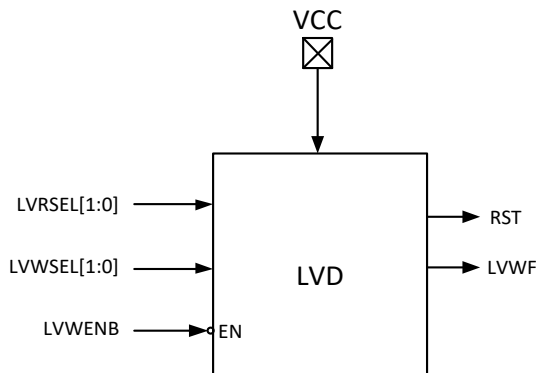 VCC
LVRSEL[1:0]
RST
LVWSEL[1:0]
LVD
LVWF
LVWENB
EN